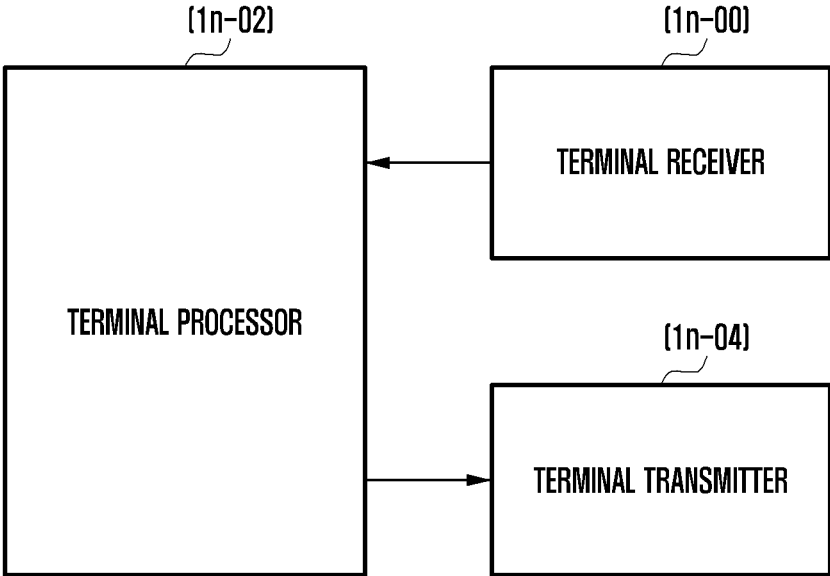 (1n-02)
(1n-00)
TERMINAL RECEIVER
TERMINAL PROCESSOR
(1n-04)
TERMINAL TRANSMITTER